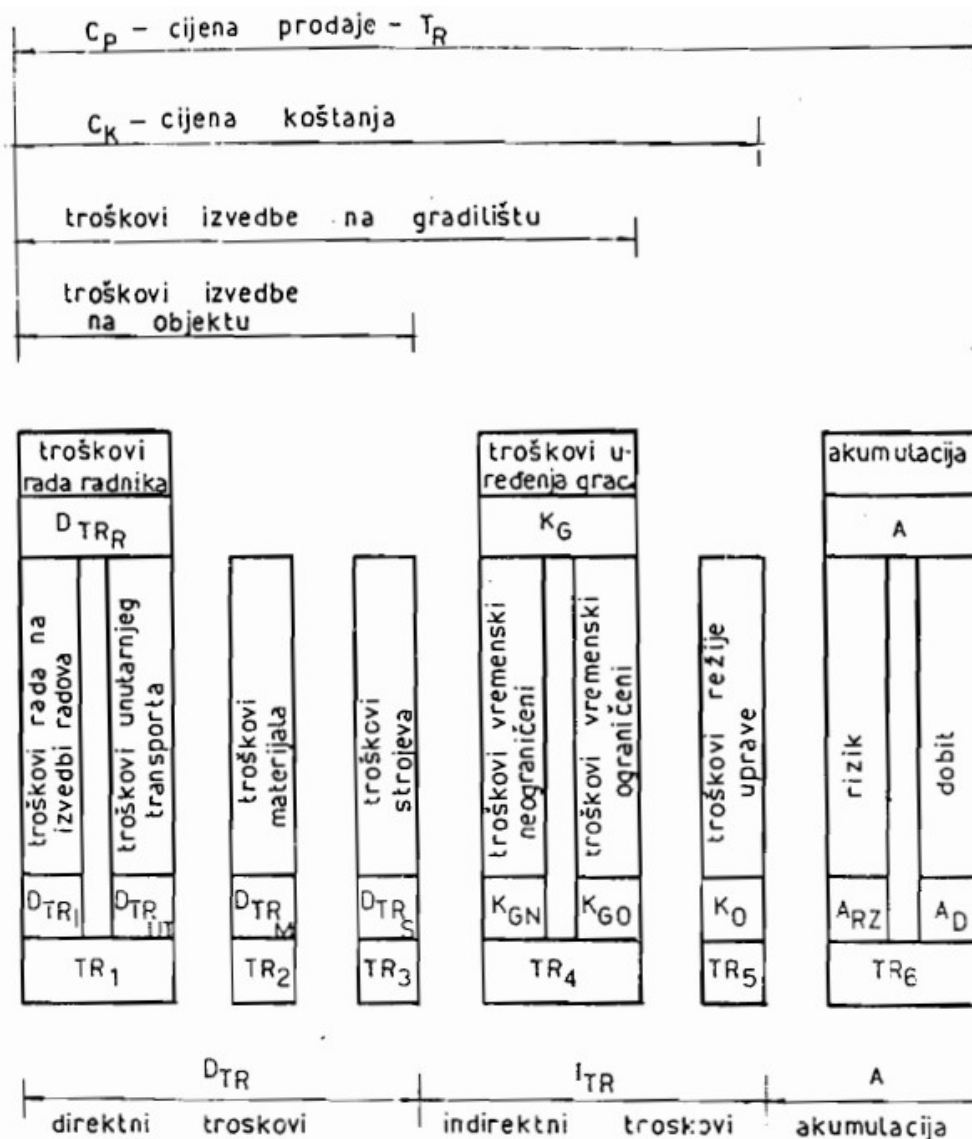 C_P – cijena prodaje – T_R
C_K – cijena koštanja
troškovi izvedbe na gradilištu
troškovi izvedbe
na objektu
troškovi
rada radnika
D_TR_R
troškovi rada na
izvedbi radova
troškovi unutarnjeg
transporta
D_TR_I
D_TR_UT
TR_1
troškovi
materijala
D_TR_M
TR_2
troškovi
strojeva
D_TR_S
TR_3
troškovi u-
ređenja grac.
K_G
troškovi vremenski
neograničeni
troškovi vremenski
ograničeni
K_GN
K_GO
TR_4
troškovi režije
uprave
K_O
TR_5
akumulacija
A
rizik
dobit
A_RZ
A_D
TR_6
D_TR
I_TR
A
direktni troskovi
indirektni troskovi
akumulacija